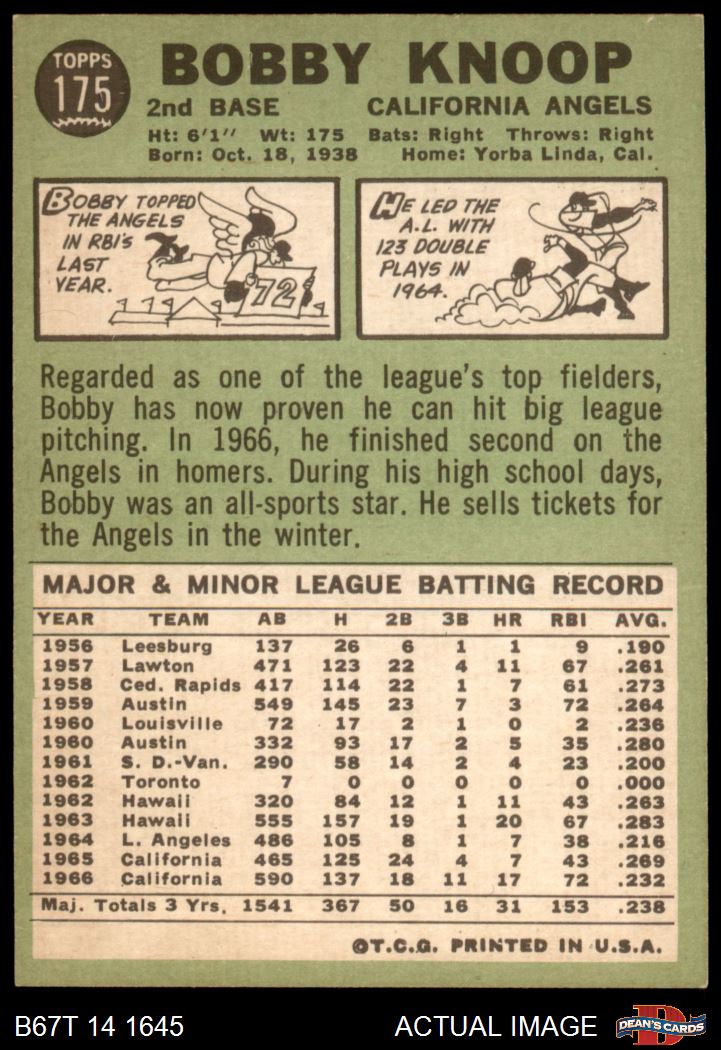 TOPPS
175
BOBBY KNOOP
2nd BASE CALIFORNIA ANGELS
Ht: 6'1'' Wt: 175 Bats: Right Throws: Right
Born: Oct. 18, 1938 Home: Yorba Linda, Cal.
BOBBY TOPPED
THE ANGELS
IN RBI'S
LAST
YEAR.
72
HE LED THE
A.L. WITH
123 DOUBLE
PLAYS IN
1964.
Regarded as one of the league's top fielders,
Bobby has now proven he can hit big league
pitching. In 1966, he finished second on the
Angels in homers. During his high school days,
Bobby was an all-sports star. He sells tickets for
the Angels in the winter.
MAJOR & MINOR LEAGUE BATTING RECORD
YEAR TEAM AB H 2B 3B HR RBI AVG.
1956 Leesburg 137 26 6 1 1 9 .190
1957 Lawton 471 123 22 4 11 67 .261
1958 Ced. Rapids 417 114 22 1 7 61 .273
1959 Austin 549 145 23 7 3 72 .264
1960 Louisville 72 17 2 1 0 2 .236
1960 Austin 332 93 17 2 5 35 .280
1961 S. D.-Van. 290 58 14 2 4 23 .200
1962 Toronto 7 0 0 0 0 0 .000
1962 Hawaii 320 84 12 1 11 43 .263
1963 Hawaii 555 157 19 1 20 67 .283
1964 L. Angeles 486 105 8 1 7 38 .216
1965 California 465 125 24 4 7 43 .269
1966 California 590 137 18 11 17 72 .232
Maj. Totals 3 Yrs. 1541 367 50 16 31 153 .238
©T.C.G. PRINTED IN U.S.A.
B67T 14 1645 ACTUAL IMAGE
D
DEAN'S CARDS